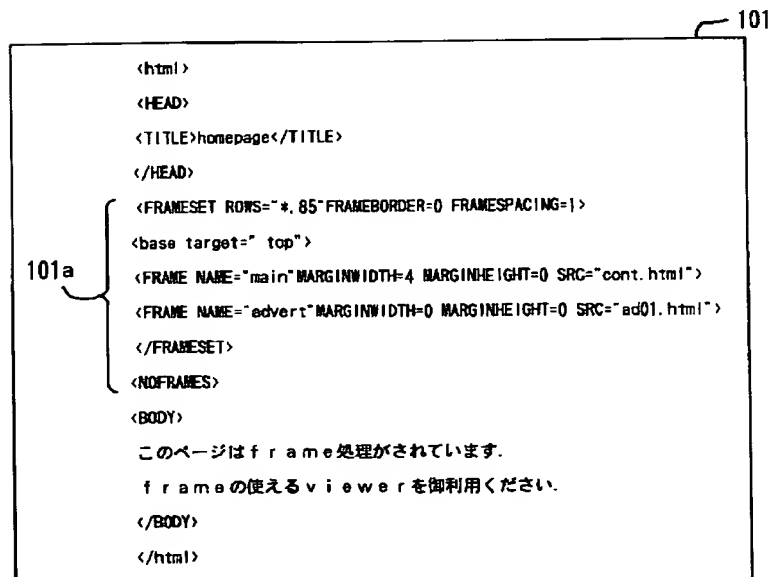 101
<html>
<HEAD>
<TITLE>homepage</TITLE>
</HEAD>
<FRAMESET ROWS="*,85"FRAMEBORDER=0 FRAMESPACING=1>
<base target=" top">
101a
<FRAME NAME="main"MARGINWIDTH=4 MARGINHEIGHT=0 SRC="cont.html">
<FRAME NAME="advert"MARGINWIDTH=0 MARGINHEIGHT=0 SRC="ad01.html">
</FRAMESET>
<NOFRAMES>
<BODY>
このページはframe処理がされています.
frameの使えるviewerを御利用ください.
</BODY>
</html>